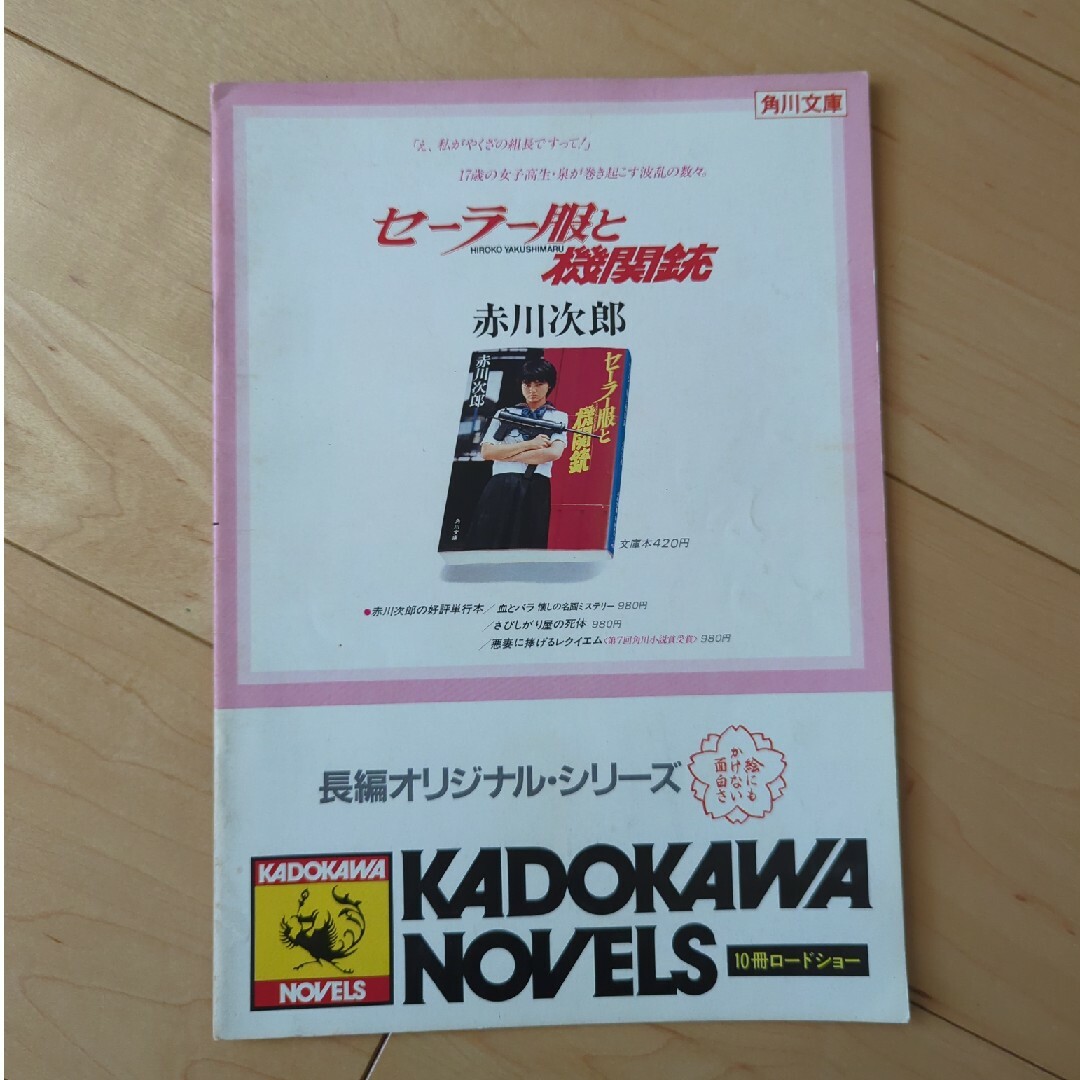 角川文庫
「え、私がやくざの組長ですって!」
17歳の女子高生・泉が巻き起こす波乱の数々。
セーラー服と
HIROKO YAKUSHIMARU
機関銃
赤川次郎
赤川次郎
セーラー服と
機関銃
角川文庫
文庫本420円
●赤川次郎の好評単行本/血とバラ 懐しの名画ミステリー 980円
/さびしがり屋の死体 980円
/悪妻に捧げるレクイエム〈第7回角川小説賞受賞〉980円
長編オリジナル・シリーズ
絵にも
かけない
面白さ
KADOKAWA
NOVELS
KADOKAWA
NOVELS
10冊ロードショー